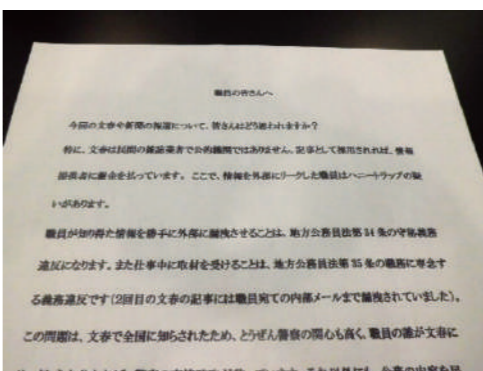 職員の皆さんへ
今回の文春や新聞の報道について、皆さんはどう思われますか？
特に、文春は民間の雑誌業者で公的機関ではありません。記事として採用されれば、情報
提供者に謝金を払っています。ここで、情報を外部にリークした職員はハニートラップの疑
いがあります。
職員が知り得た情報を勝手に外部に漏洩させることは、地方公務員法第34条の守秘義務
違反になります。また仕事中に取材を受けることは、地方公務員法第35条の職務に専念す
る義務違反です(2回目の文春の記事には職員宛ての内部メールまで漏洩されていました)。
この問題は、文春で全国に知らされたため、とうぜん警察の関心も高く、職員の誰が文春に